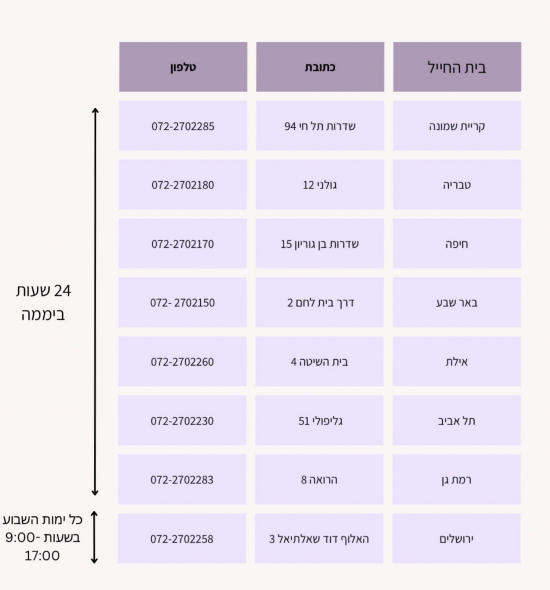 בית החייל כתובת טלפון
קריית שמונה שדרות תל חי 94 072-2702285
טבריה גולני 12 072-2702180
חיפה שדרות בן גוריון 15 072-2702170
באר שבע דרך בית לחם 2 072- 2702150
אילת בית השיטה 4 072-2702260
תל אביב גליפולי 51 072-2702230
רמת גן הרואה 8 072-2702283
ירושלים האלוף דוד שאלתיאל 3 072-2702258
24 שעות
ביממה
כל ימות השבוע
בשעות 9:00-
17:00